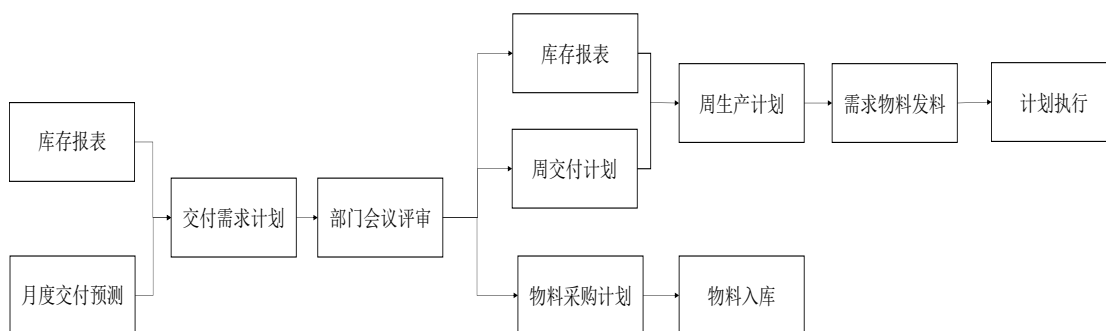 库存报表
月度交付预测
交付需求计划
部门会议评审
库存报表
周交付计划
物料采购计划
周生产计划
物料入库
需求物料发料
计划执行